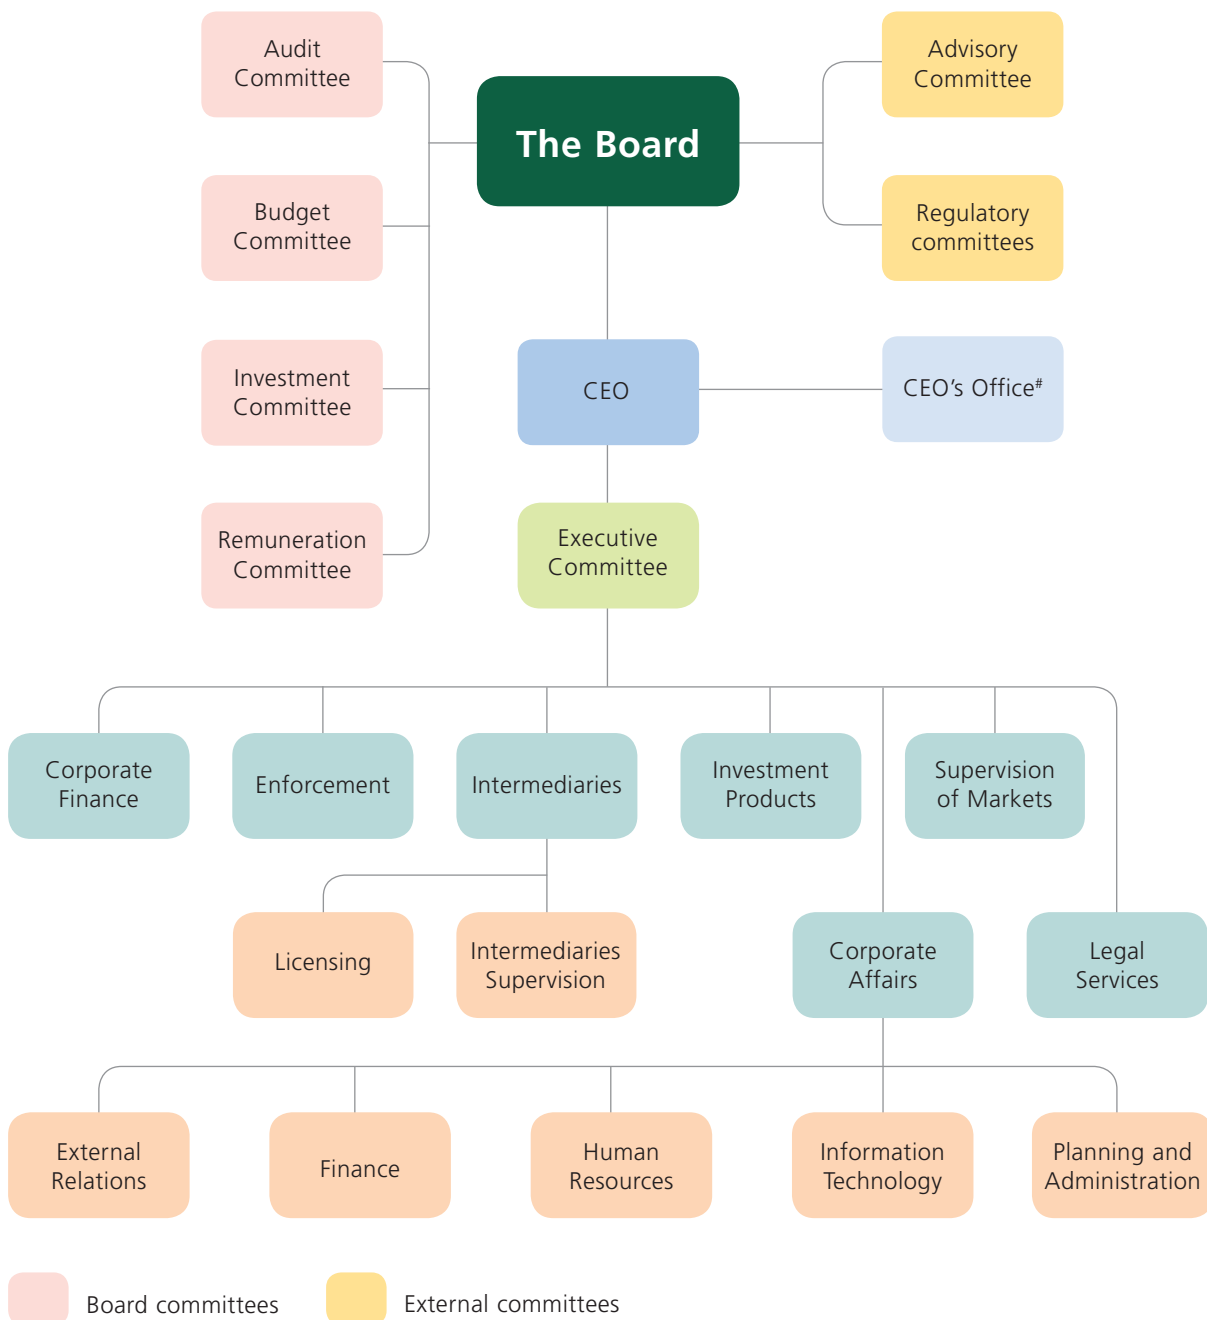 Audit
Committee
Advisory
Committee
The Board
Budget
Committee
Regulatory
committees
Investment
Committee
CEO
CEO’s Office#
Remuneration
Committee
Executive
Committee
Corporate
Finance
Enforcement
Intermediaries
Investment
Products
Supervision
of Markets
Licensing
Intermediaries
Supervision
Corporate
Affairs
Legal
Services
External
Relations
Finance
Human
Resources
Information
Technology
Planning and
Administration
Board committees
External committees